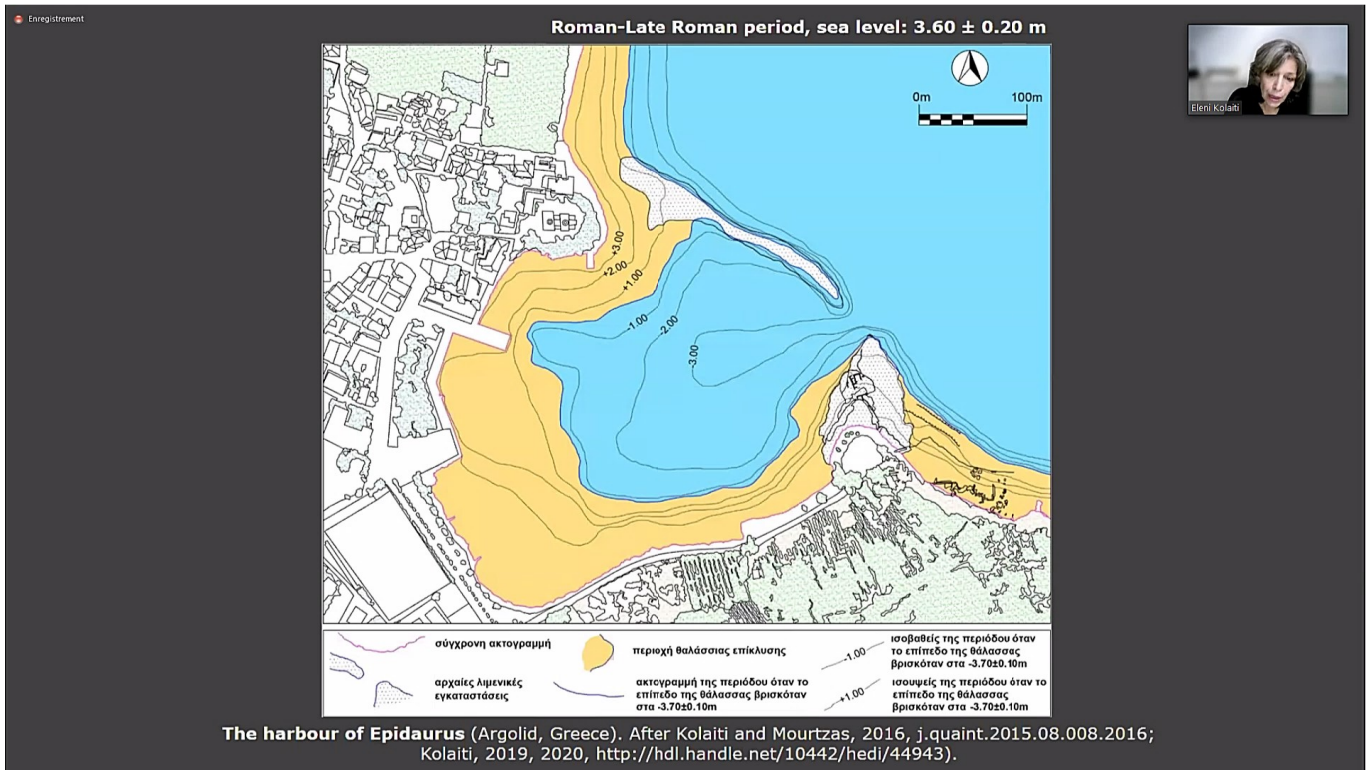 Enregistrement
Roman-Late Roman period, sea level: 3.60 ± 0.20 m
Eleni Kolaiti
0m 100m
+3.00
+2.00
+1.00
-1.00
-2.00
-3.00
σύγχρονη ακτογραμμή
αρχαίες λιμενικές
εγκαταστάσεις
περιοχή θαλάσσιας επίκλυσης
ακτογραμμή της περιόδου όταν το
επίπεδο της θάλασσας βρισκόταν
στα -3.70±0.10m
-1.00
ισοβαθείς της περιόδου όταν
το επίπεδο της θάλασσας
βρισκόταν στα -3.70±0.10m
+1.00
ισουψείς της περιόδου όταν το
επίπεδο της θάλασσας
βρισκόταν στα -3.70±0.10m
The harbour of Epidaurus (Argolid, Greece). After Kolaiti and Mourtzas, 2016, j.quaint.2015.08.008.2016;
Kolaiti, 2019, 2020, http://hdl.handle.net/10442/hedi/44943).